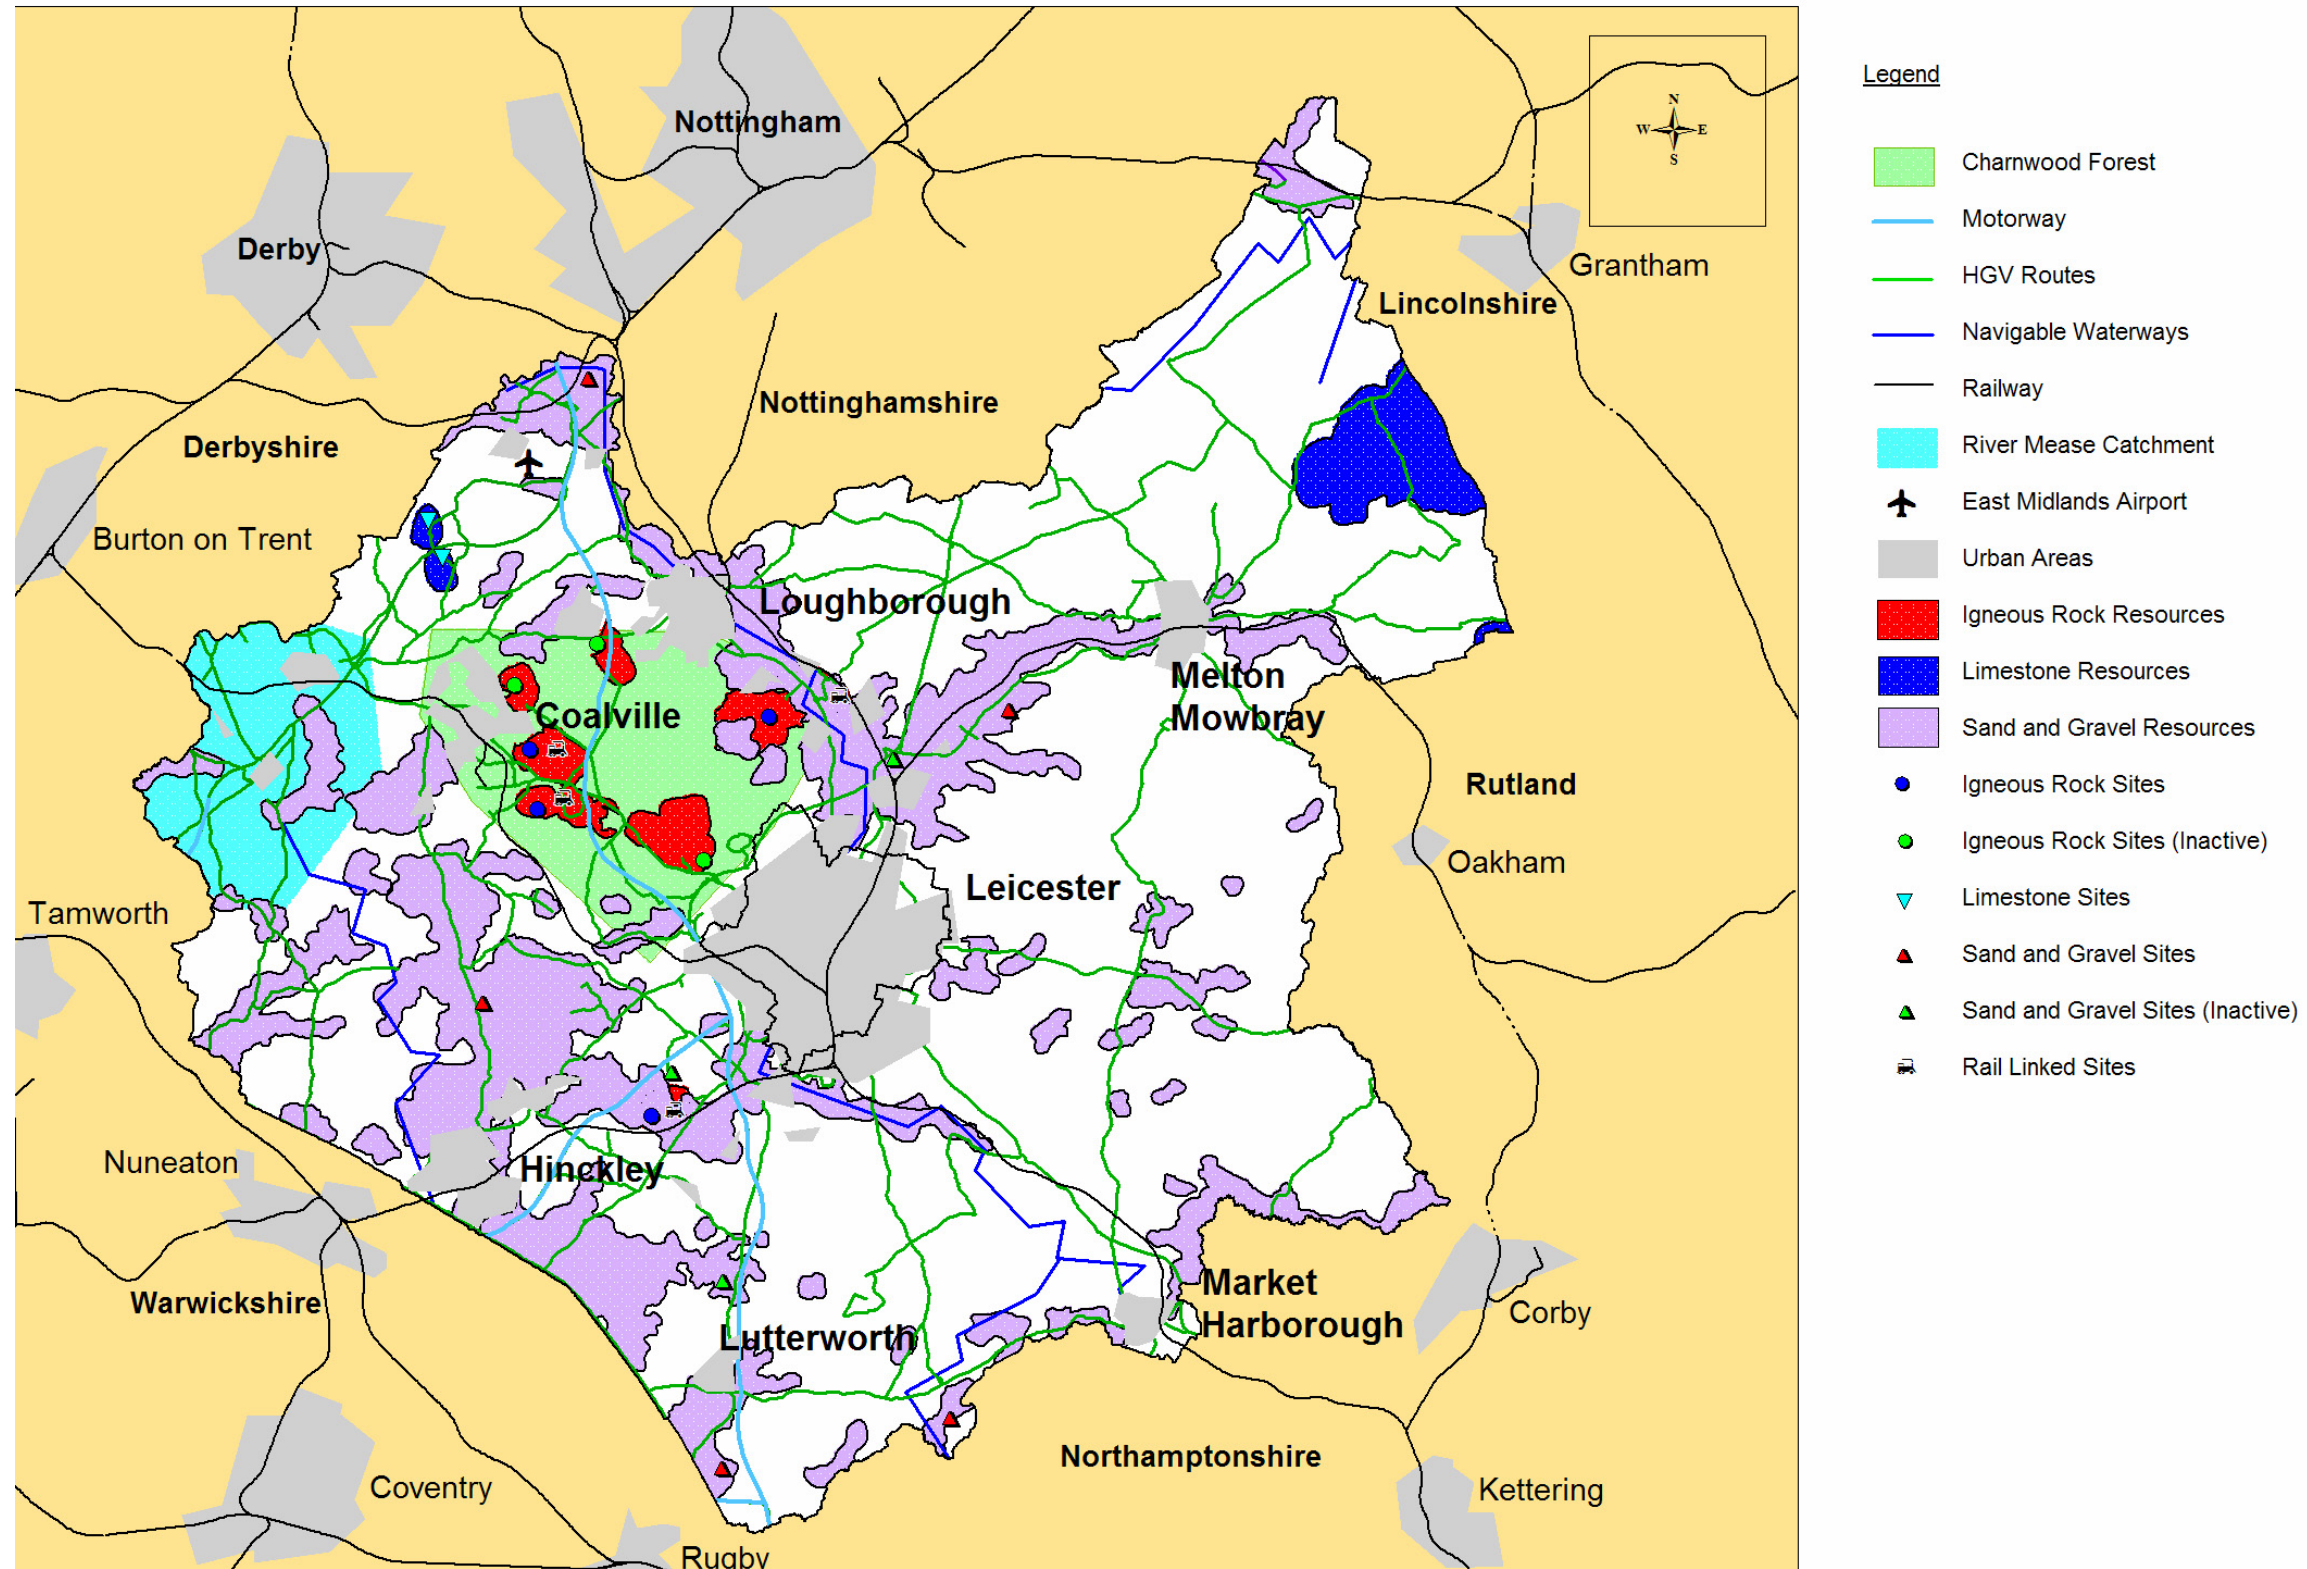 Nottingham
Derby
Grantham
Lincolnshire
Nottinghamshire
Derbyshire
Burton on Trent
Loughborough
Melton
Mowbray
Coalville
Rutland
Oakham
Leicester
Tamworth
Nuneaton
Hinckley
Warwickshire
Market
Harborough
Corby
Lutterworth
Northamptonshire
Coventry
Kettering
Rugby
N
W
E
S
Legend
Charnwood Forest
Motorway
HGV Routes
Navigable Waterways
Railway
River Mease Catchment
East Midlands Airport
Urban Areas
Igneous Rock Resources
Limestone Resources
Sand and Gravel Resources
Igneous Rock Sites
Igneous Rock Sites (Inactive)
Limestone Sites
Sand and Gravel Sites
Sand and Gravel Sites (Inactive)
Rail Linked Sites